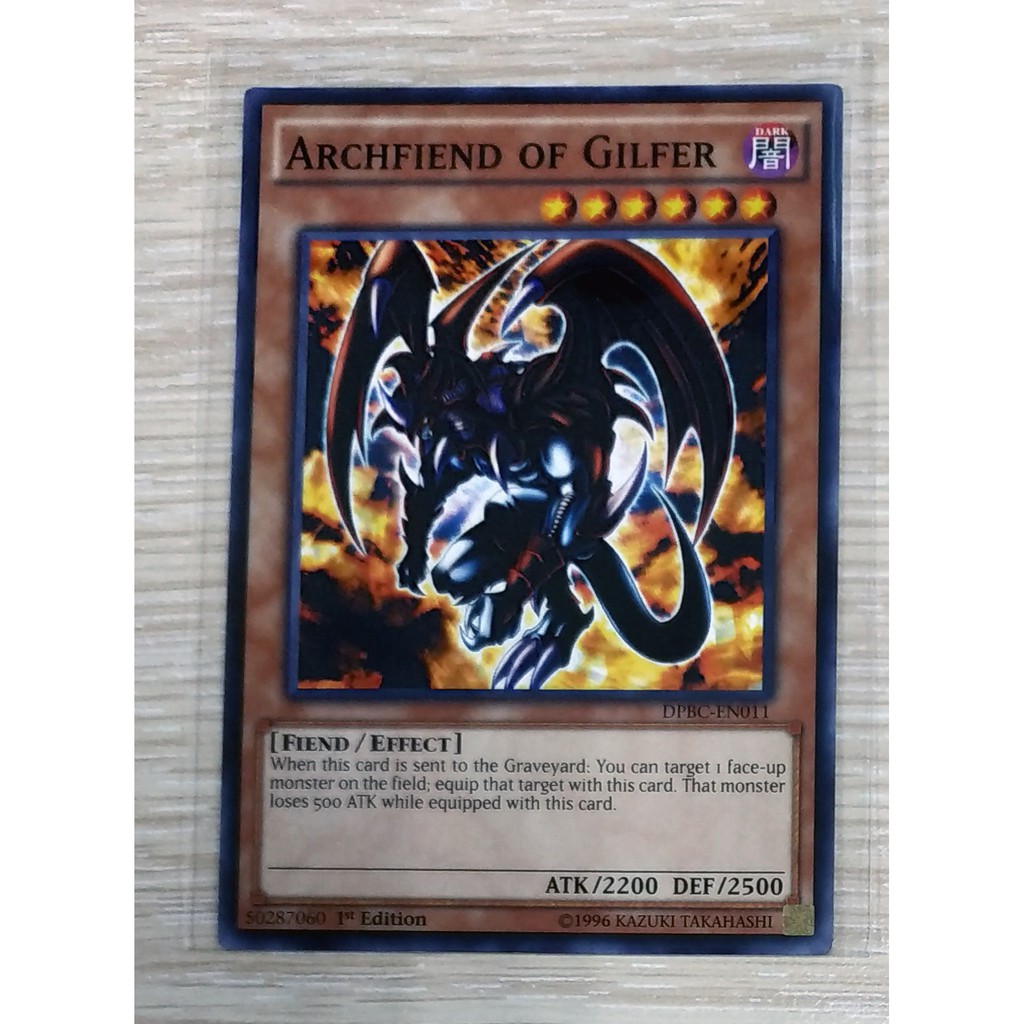 ARCHFIEND OF GILFER
DARK
闇
DPBC-EN011
[FIEND / EFFECT]
When this card is sent to the Graveyard: You can target 1 face-up
monster on the field; equip that target with this card. That monster
loses 500 ATK while equipped with this card.
ATK/2200 DEF/2500
50287060 1st Edition
©1996 KAZUKI TAKAHASHI